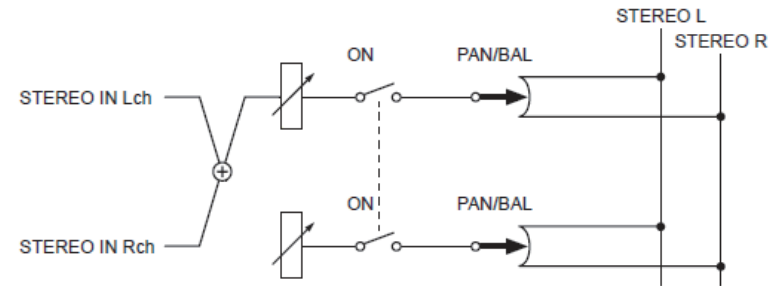 STEREO L
STEREO R
ON PAN/BAL
STEREO IN Lch
ON PAN/BAL
STEREO IN Rch